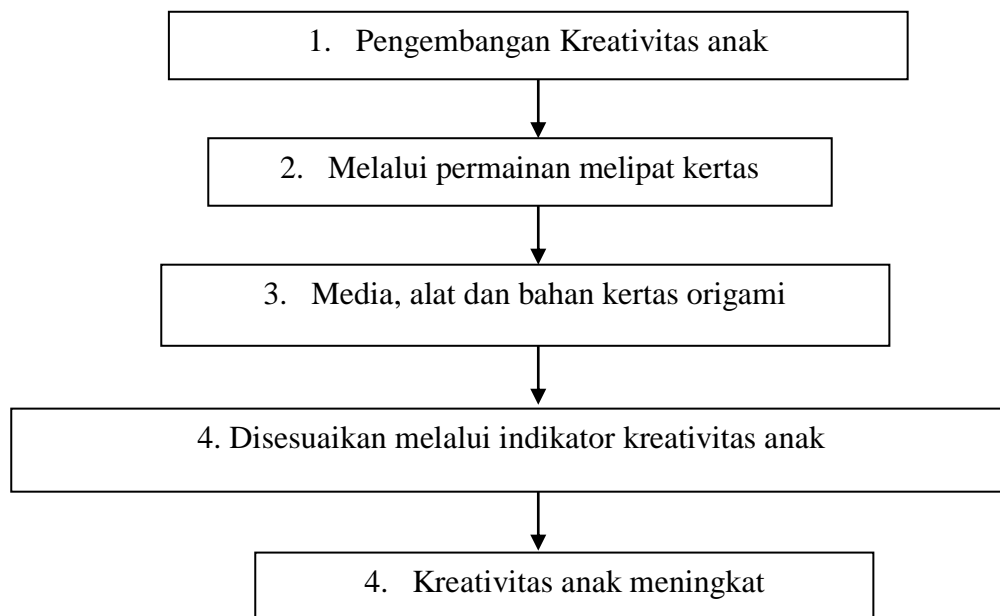 1. Pengembangan Kreativitas anak
2. Melalui permainan melipat kertas
3. Media, alat dan bahan kertas origami
4. Disesuaikan melalui indikator kreativitas anak
4. Kreativitas anak meningkat